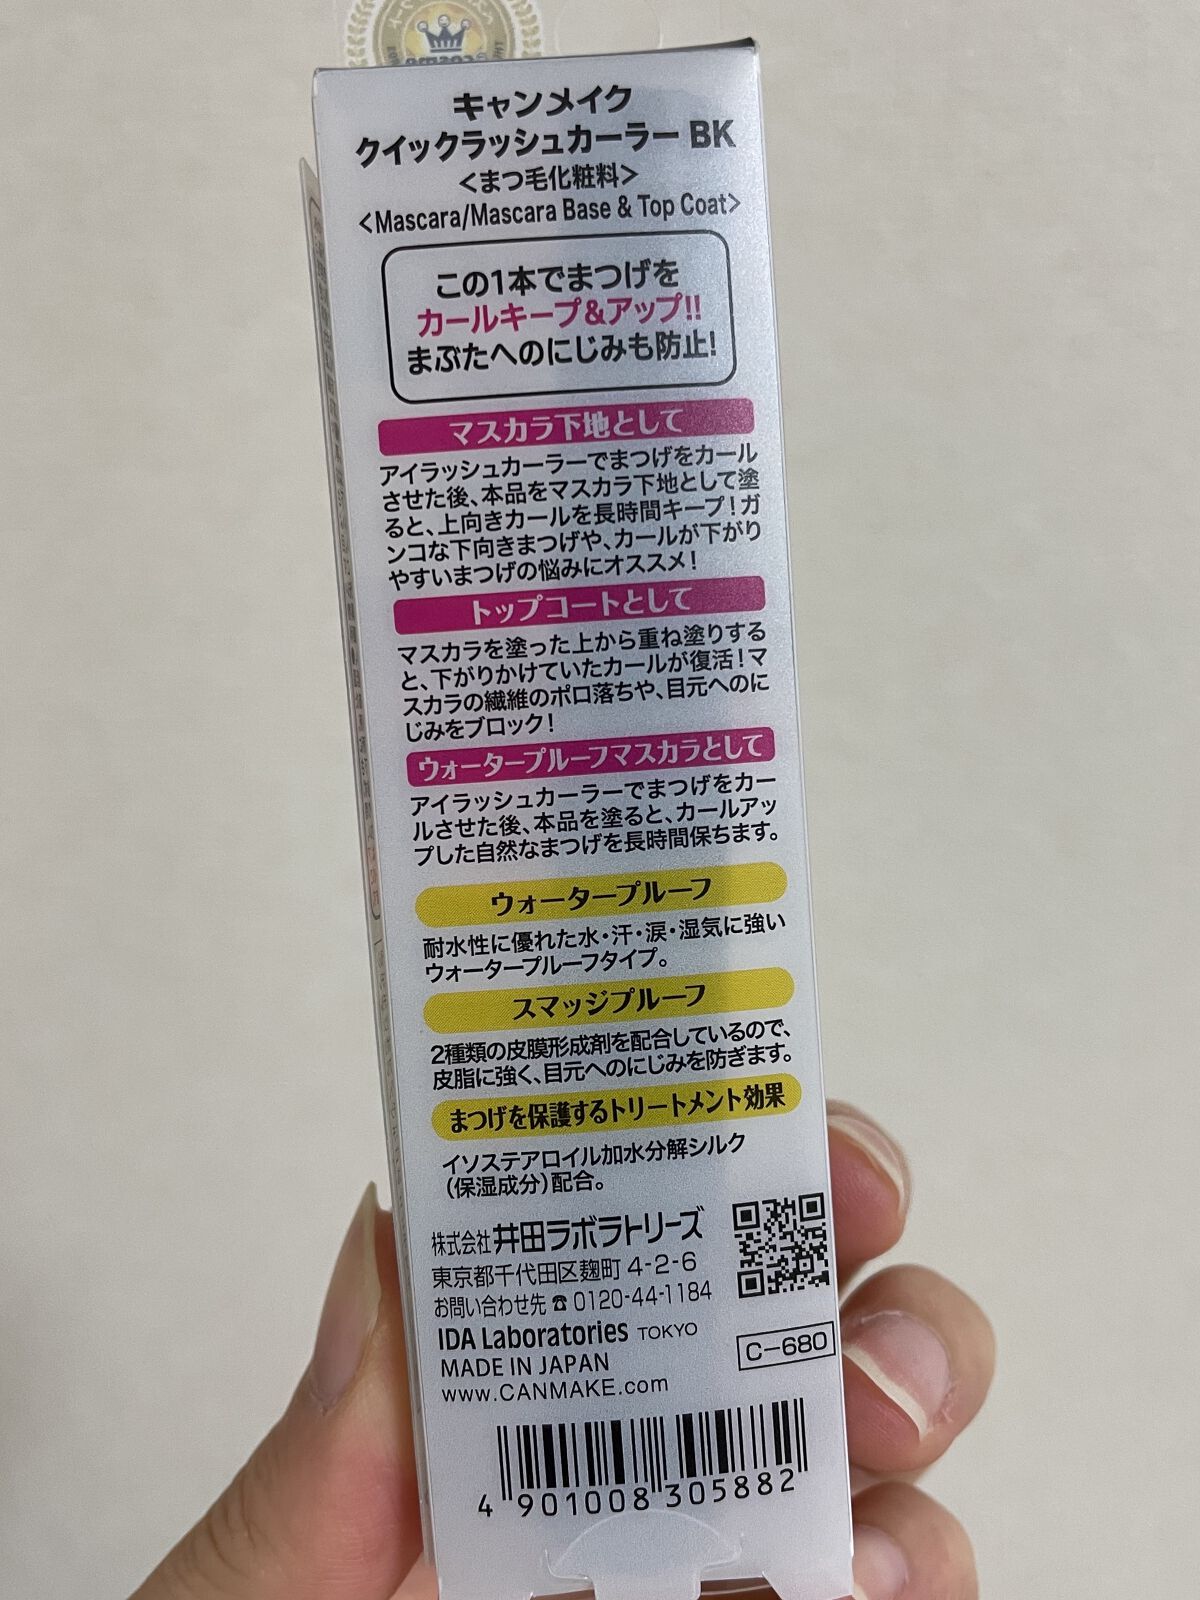 キャンメイク
クイックラッシュカーラー BK
<まつ毛化粧料>
<Mascara/Mascara Base & Top Coat>
この1本でまつげを
カールキープ&アップ!!
まぶたへのにじみも防止!
マスカラ下地として
アイラッシュカーラーでまつげをカール
させた後、本品をマスカラ下地として塗
ると、上向きカールを長時間キープ!ガ
ンコな下向きまつげや、カールが下がり
やすいまつげの悩みにオススメ!
トップコートとして
マスカラを塗った上から重ね塗りする
と、下がりかけていたカールが復活!マ
スカラの繊維のポロ落ちや、目元へのに
じみをブロック!
ウォータープルーフマスカラとして
アイラッシュカーラーでまつげをカー
ルさせた後、本品を塗ると、カールアッ
プした自然なまつげを長時間保ちます。
ウォータープルーフ
耐水性に優れた水・汗・涙・湿気に強い
ウォータープルーフタイプ。
スマッジプルーフ
2種類の皮膜形成剤を配合しているので、
皮脂に強く、目元へのにじみを防ぎます。
まつげを保護するトリートメント効果
イソステアロイル加水分解シルク
(保湿成分)配合。
株式会社 井田ラボラトリーズ
東京都千代田区麹町 4-2-6
お問い合わせ先 ☎ 0120-44-1184
IDA Laboratories TOKYO
MADE IN JAPAN
www.CANMAKE.com
C-680
4 901008 305882